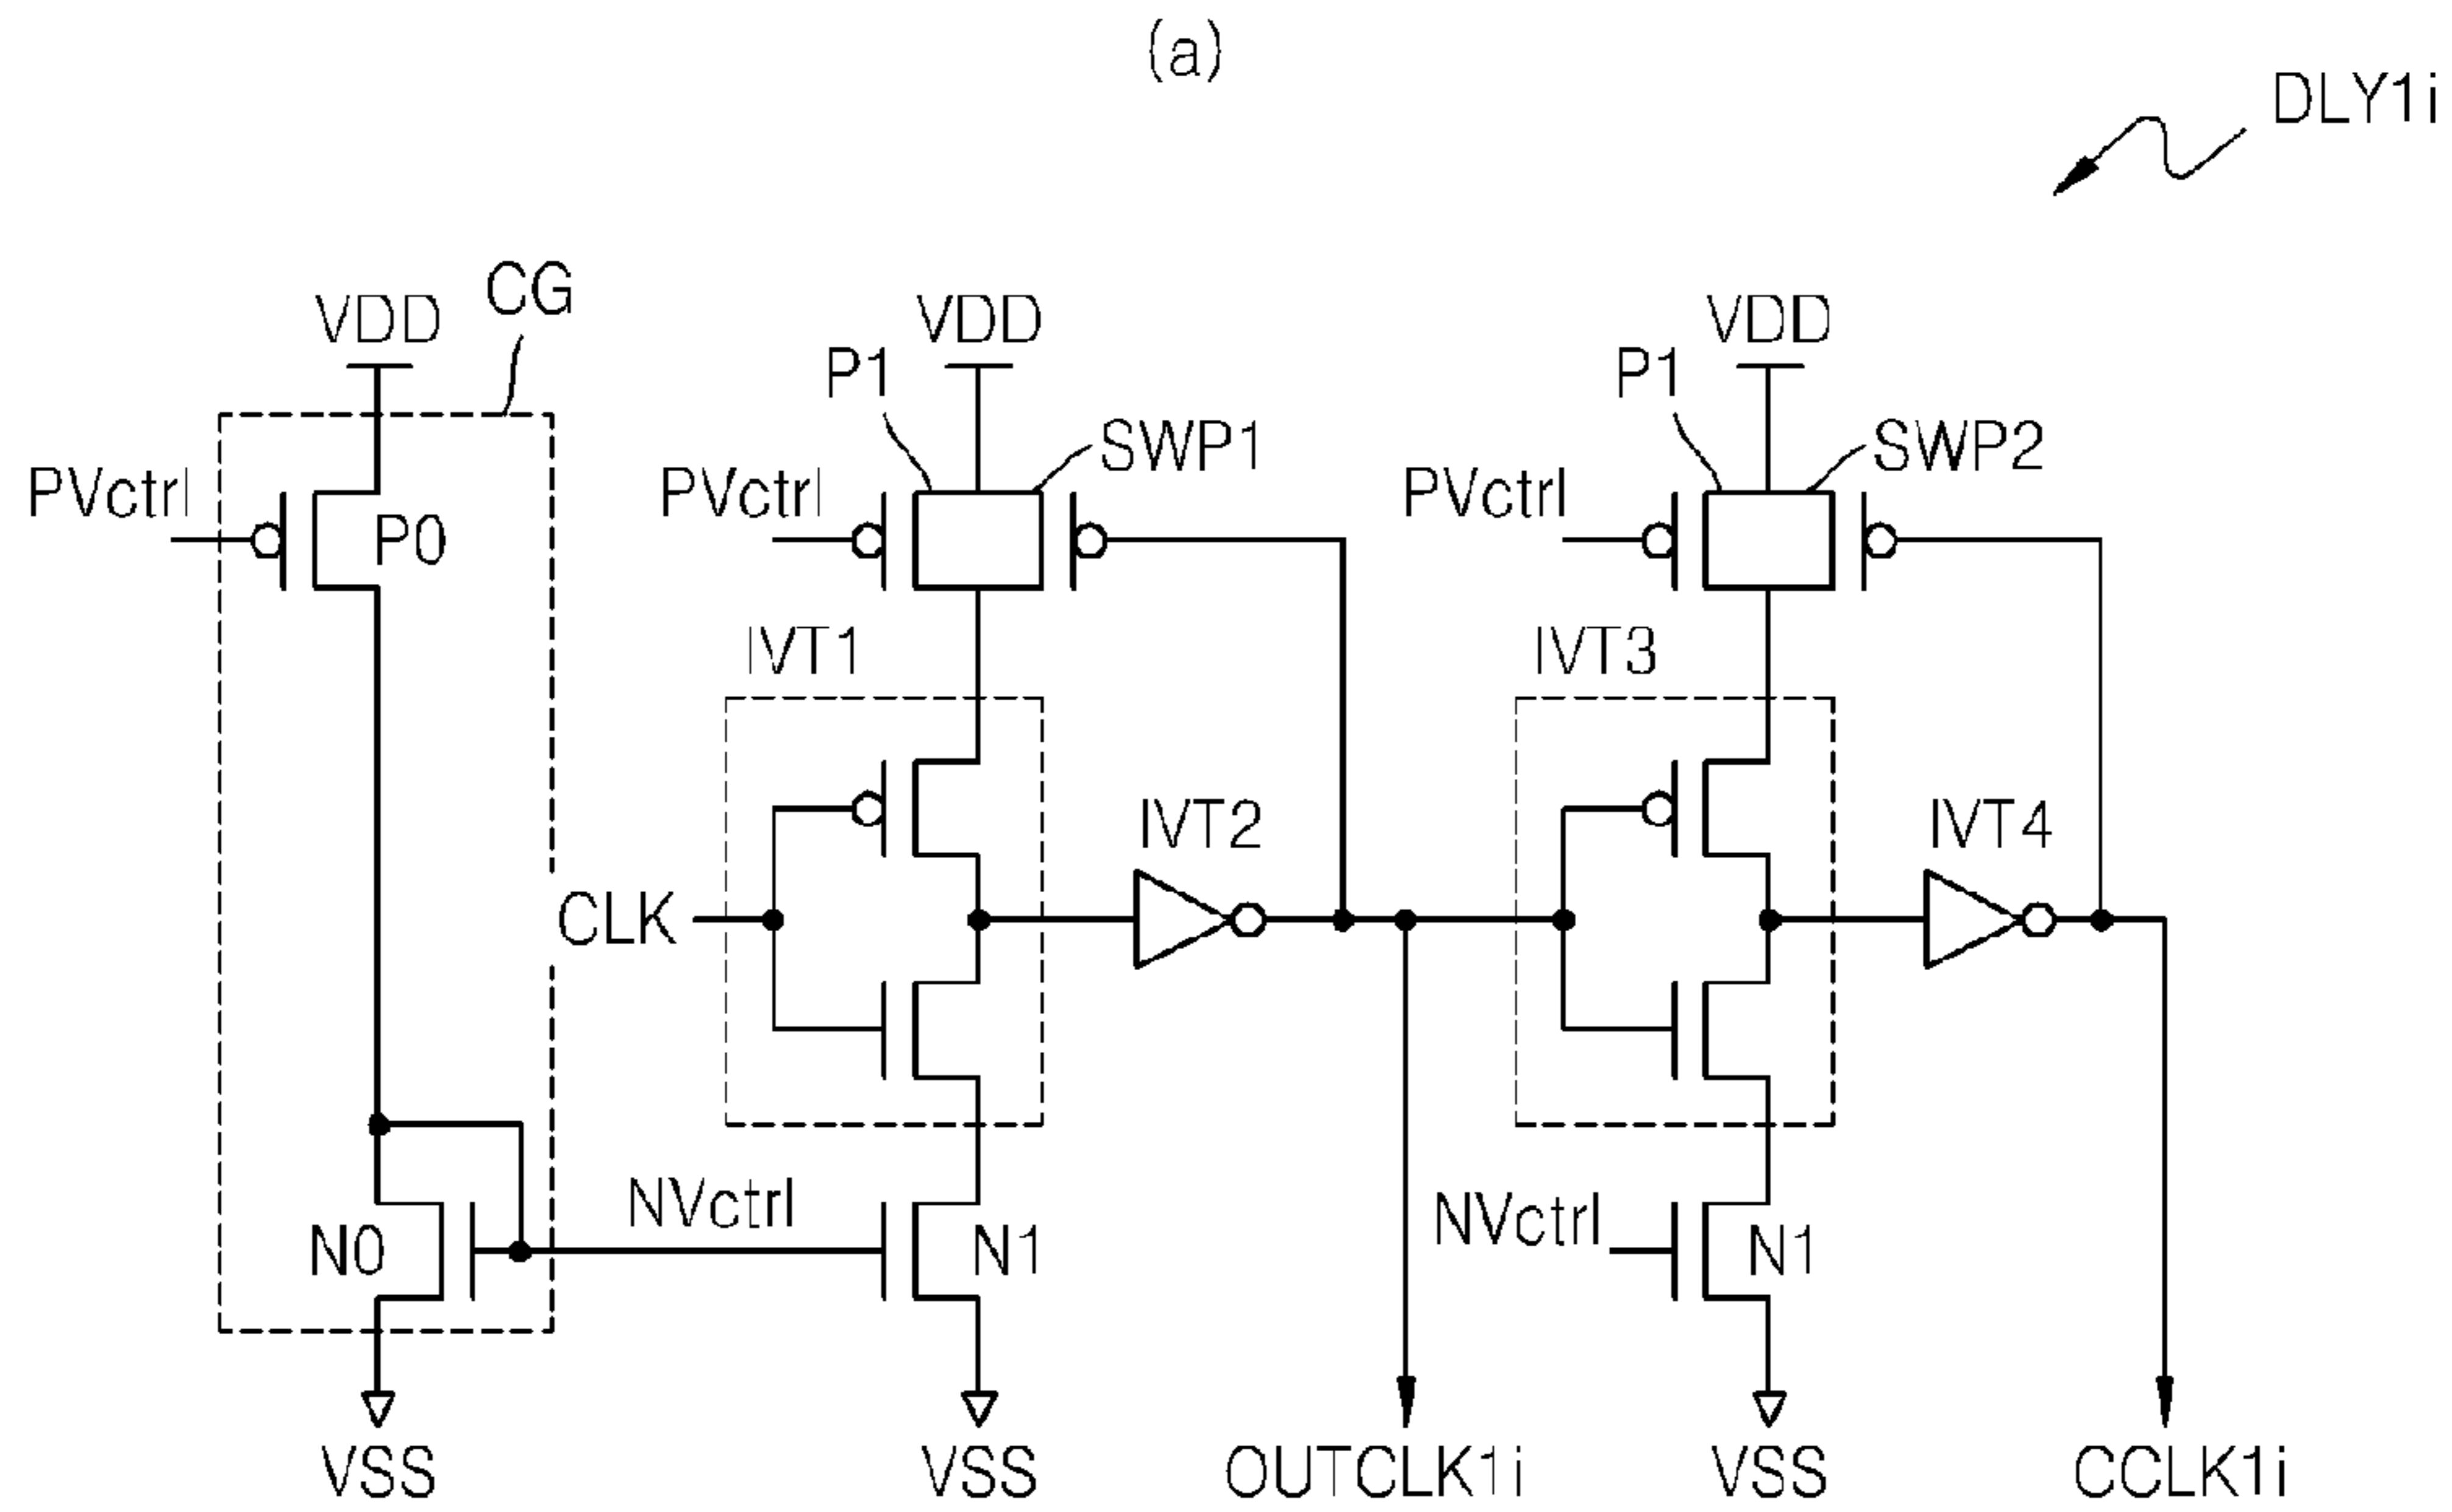 (a)
DLY1i
CG
VDD
VDD
VDD
P1
P1
SWP1
SWP2
PVctrl
PVctrl
PVctrl
P0
IVT1
IVT3
IVT2
IVT4
CLK
NVctrl
NVctrl
N0
N1
N1
VSS
VSS
OUTCLK1i
VSS
CCLK1i